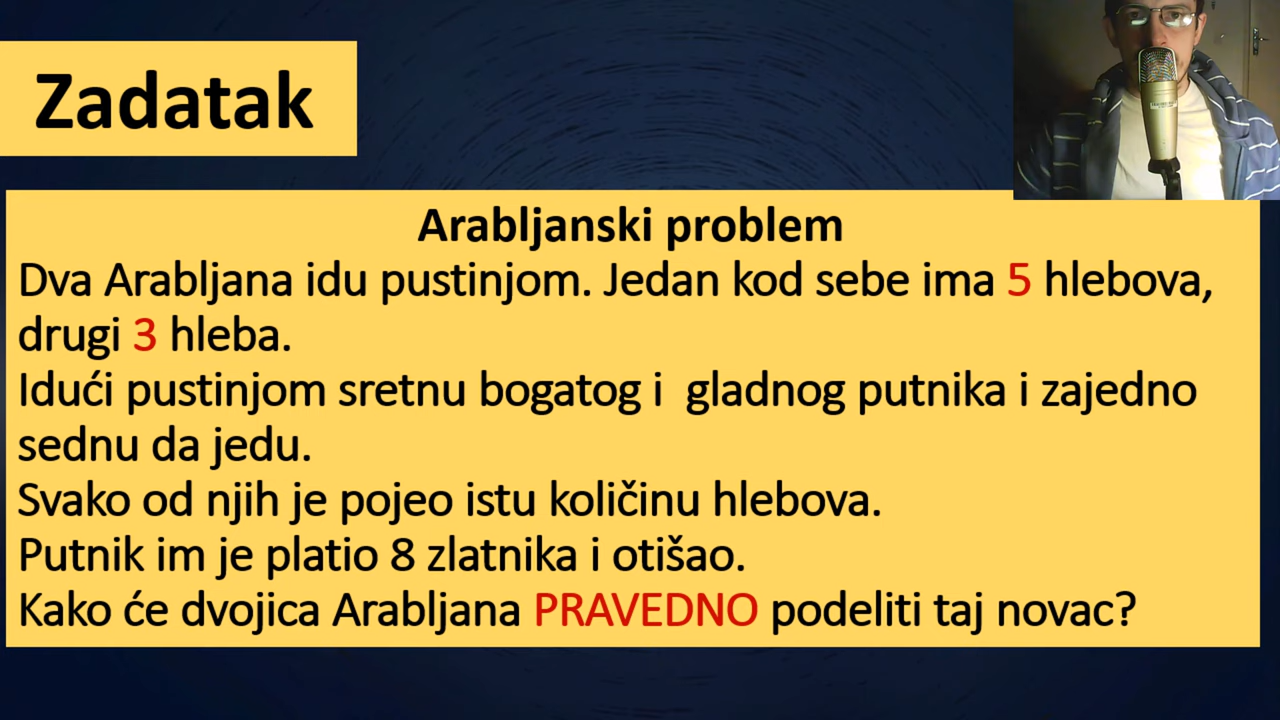 Zadatak
Arabljanski problem
Dva Arabljana idu pustinjom. Jedan kod sebe ima 5 hlebova,
drugi 3 hleba.
Idući pustinjom sretnu bogatog i  gladnog putnika i zajedno
sednu da jedu.
Svako od njih je pojeo istu količinu hlebova.
Putnik im je platio 8 zlatnika i otišao.
Kako će dvojica Arabljana PRAVEDNO podeliti taj novac?